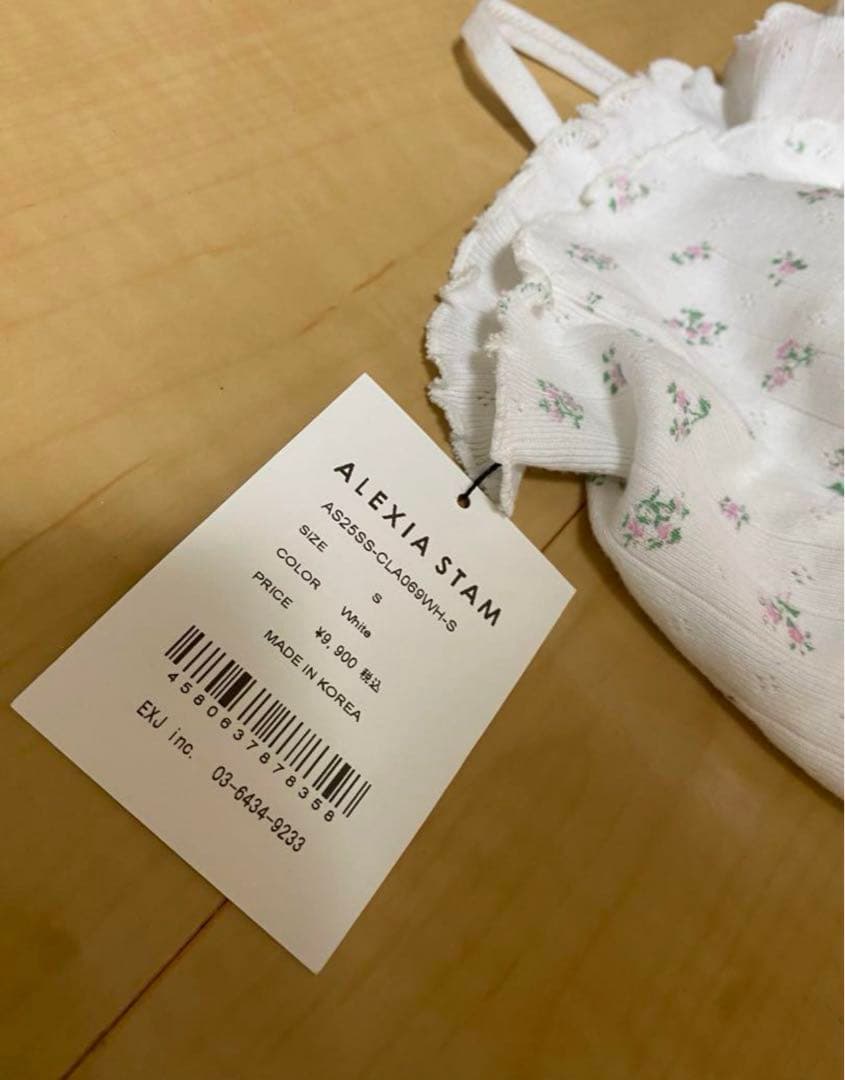 ALEXIA STAM
AS25SS-CLA069WH-S
SIZE S
COLOR White
PRICE ¥9,900 税込
MADE IN KOREA
4580637878358
EXJ inc. 03-6434-9233